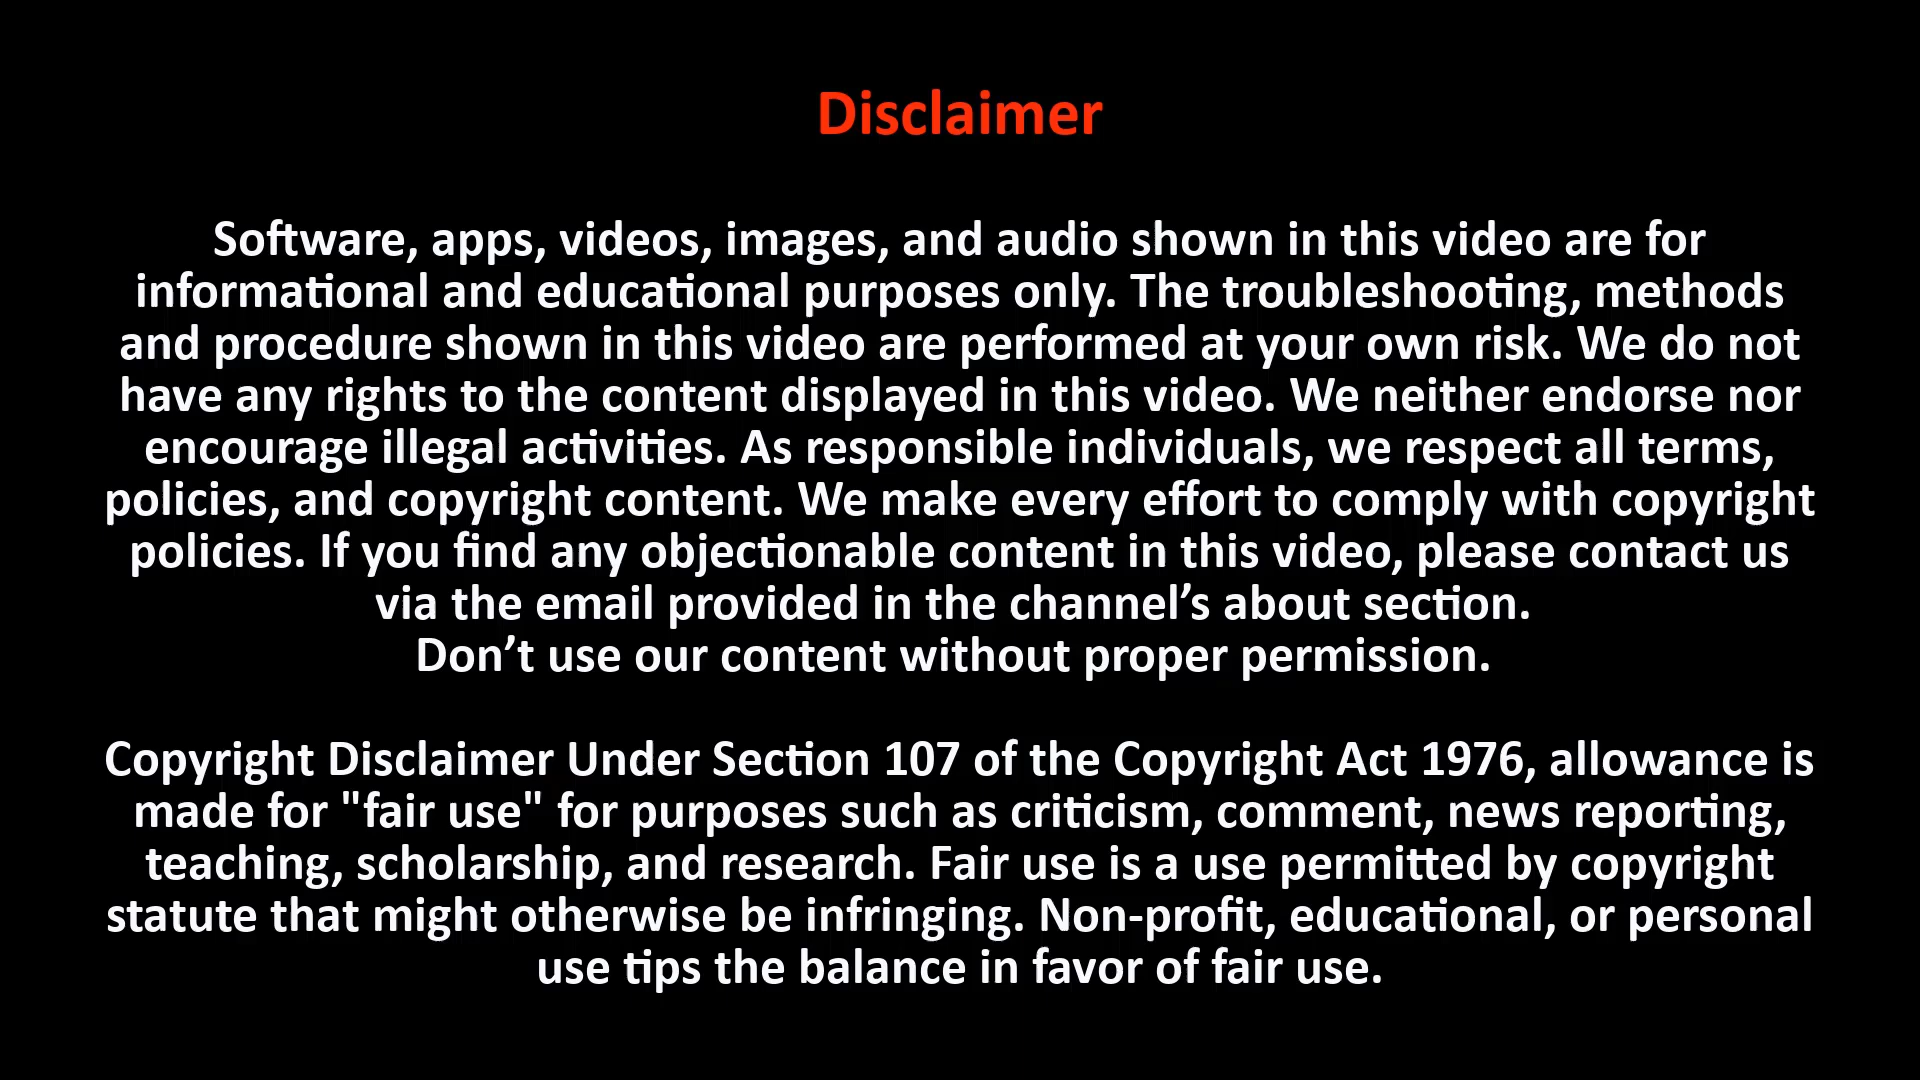 Disclaimer
Software, apps, videos, images, and audio shown in this video are for
informational and educational purposes only. The troubleshooting, methods
and procedure shown in this video are performed at your own risk. We do not
have any rights to the content displayed in this video. We neither endorse nor
encourage illegal activities. As responsible individuals, we respect all terms,
policies, and copyright content. We make every effort to comply with copyright
policies. If you find any objectionable content in this video, please contact us
via the email provided in the channel’s about section.
Don’t use our content without proper permission.
Copyright Disclaimer Under Section 107 of the Copyright Act 1976, allowance is
made for "fair use" for purposes such as criticism, comment, news reporting,
teaching, scholarship, and research. Fair use is a use permitted by copyright
statute that might otherwise be infringing. Non-profit, educational, or personal
use tips the balance in favor of fair use.